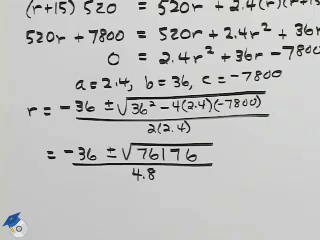 (r+15) 520 = 520r + 2.4(r)(r+15
520r + 7800 = 520r + 2.4r² + 36r
0 = 2.4r² + 36r - 7800
a = 2.4, b = 36, c = -7800
r = -36 ± √36² - 4(2.4)(-7800) / 2(2.4)
= -36 ± √76176 / 4.8